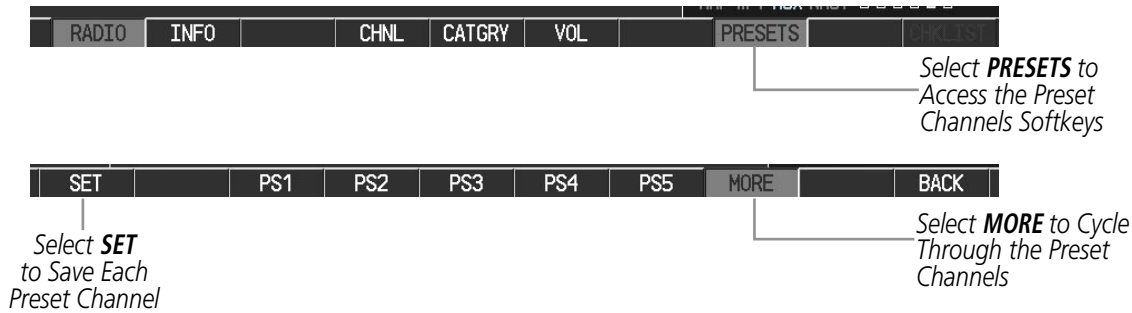 RADIO INFO CHNL CATGRY VOL PRESETS CHKLIST
Select PRESETS to
Access the Preset
Channels Softkeys
SET PS1 PS2 PS3 PS4 PS5 MORE BACK
Select SET
to Save Each
Preset Channel
Select MORE to Cycle
Through the Preset
Channels